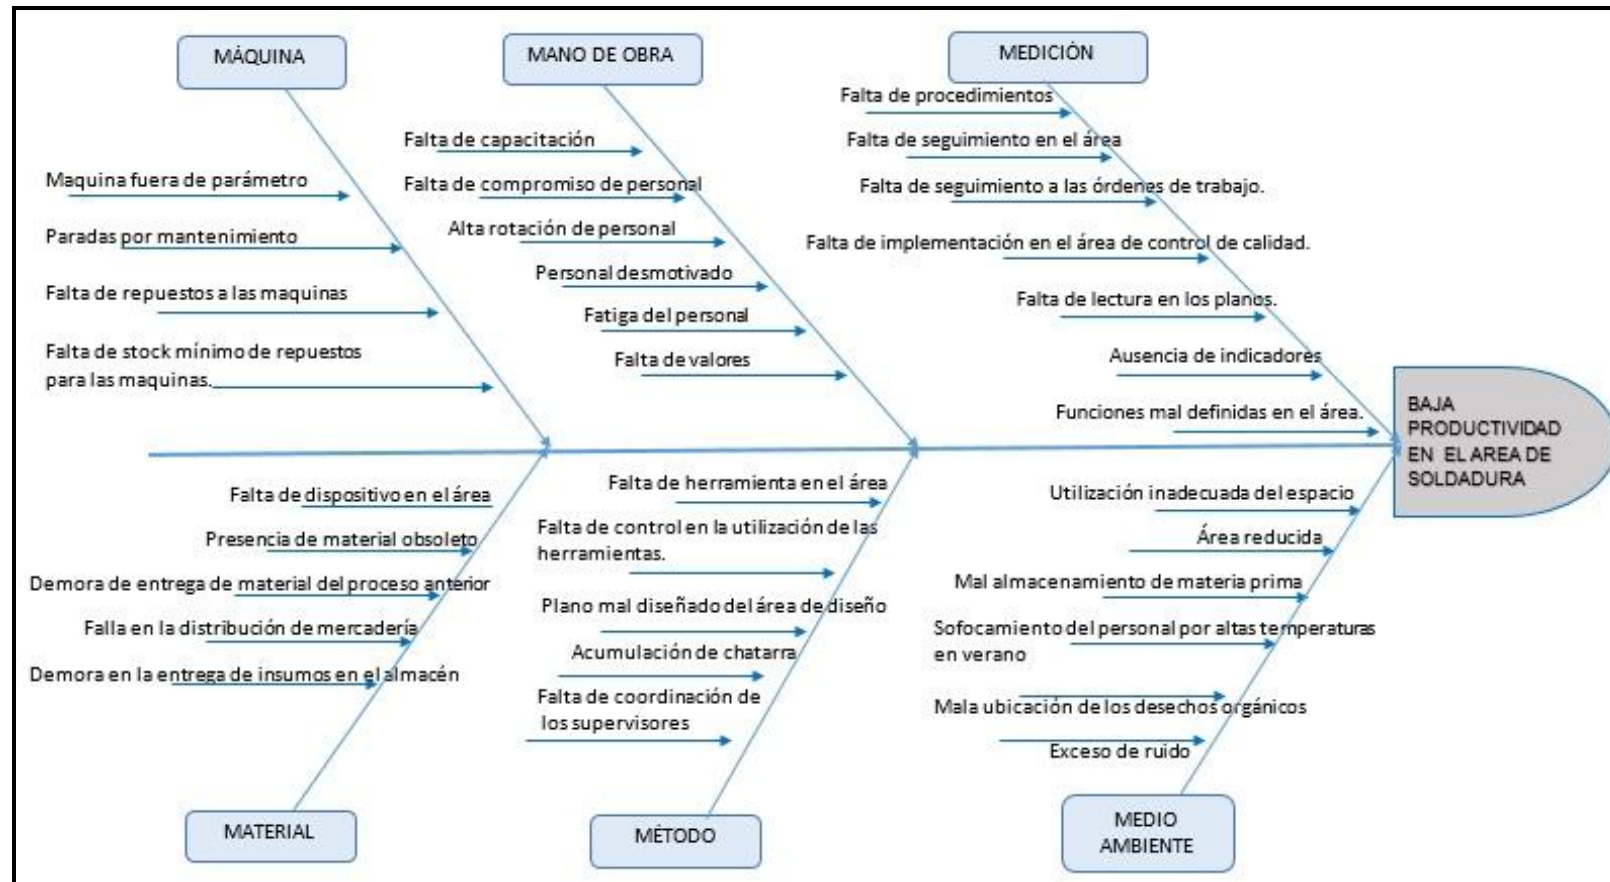 MÁQUINA
MANO DE OBRA
MEDICIÓN
Maquina fuera de parámetro
Paradas por mantenimiento
Falta de repuestos a las maquinas
Falta de stock mínimo de repuestos
para las maquinas.
Falta de capacitación
Falta de compromiso de personal
Alta rotación de personal
Personal desmotivado
Fatiga del personal
Falta de valores
Falta de procedimientos
Falta de seguimiento en el área
Falta de seguimiento a las órdenes de trabajo.
Falta de implementación en el área de control de calidad.
Falta de lectura en los planos.
Ausencia de indicadores
Funciones mal definidas en el área.
BAJA
PRODUCTIVIDAD
EN EL AREA DE
SOLDADURA
Falta de dispositivo en el área
Presencia de material obsoleto
Demora de entrega de material del proceso anterior
Falla en la distribución de mercadería
Demora en la entrega de insumos en el almacén
Falta de herramienta en el área
Falta de control en la utilización de las
herramientas.
Plano mal diseñado del área de diseño
Acumulación de chatarra
Falta de coordinación de
los supervisores
Utilización inadecuada del espacio
Área reducida
Mal almacenamiento de materia prima
Sofocamiento del personal por altas temperaturas
en verano
Mala ubicación de los desechos orgánicos
Exceso de ruido
MATERIAL
MÉTODO
MEDIO
AMBIENTE